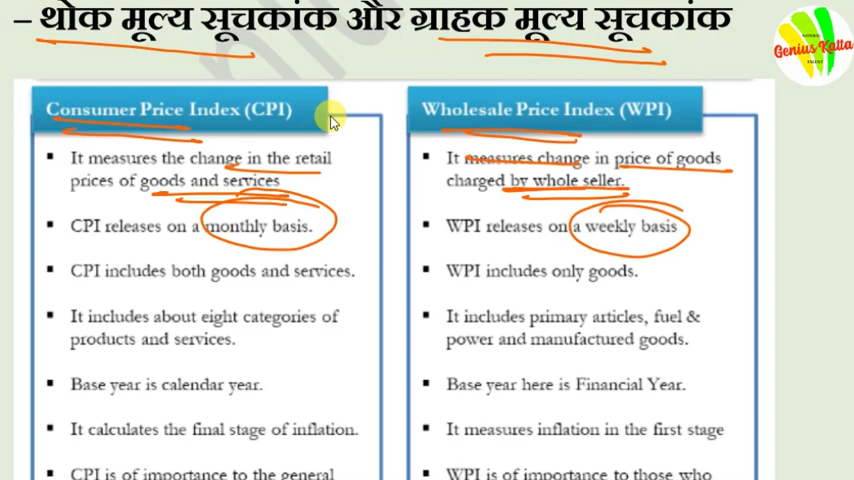 – थोक मूल्य सूचकांक और ग्राहक मूल्य सूचकांक
NATURAL
Genius Katta
TALENT
Consumer Price Index (CPI)
▪ It measures the change in the retail
prices of goods and services
▪ CPI releases on a monthly basis.
▪ CPI includes both goods and services.
▪ It includes about eight categories of
products and services.
▪ Base year is calendar year.
▪ It calculates the final stage of inflation.
▪ CPI is of importance to the general
Wholesale Price Index (WPI)
▪ It measures change in price of goods
charged by whole seller.
▪ WPI releases on a weekly basis
▪ WPI includes only goods.
▪ It includes primary articles, fuel &
power and manufactured goods.
▪ Base year here is Financial Year.
▪ It measures inflation in the first stage
▪ WPI is of importance to those who